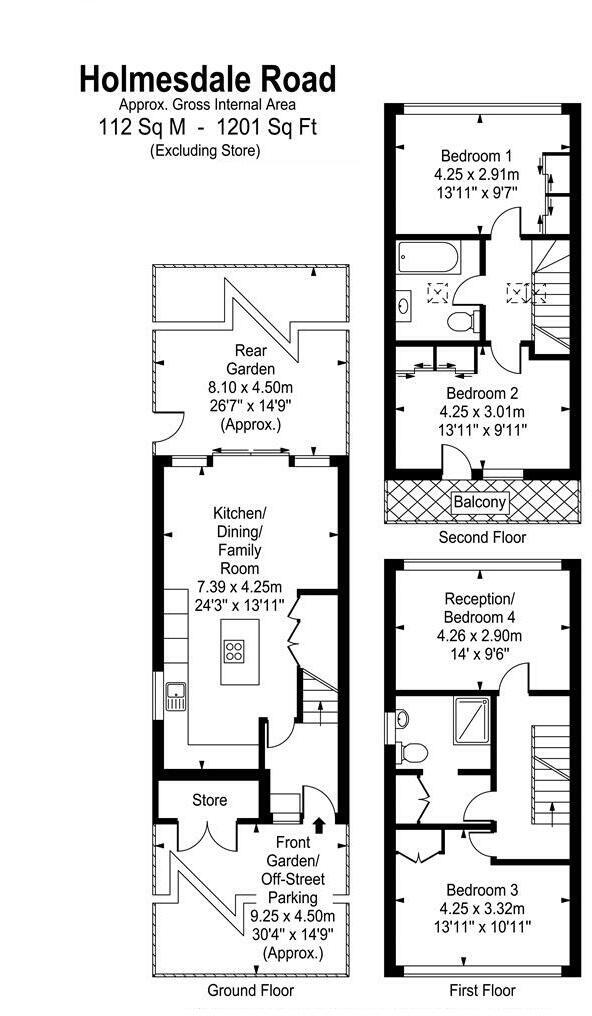 Holmesdale Road
Approx. Gross Internal Area
112 Sq M - 1201 Sq Ft
(Excluding Store)
Bedroom 1
4.25 x 2.91m
13'11" x 9'7"
Bedroom 2
4.25 x 3.01m
13'11" x 9'11"
Balcony
Second Floor
Rear
Garden
8.10 x 4.50m
26'7" x 14'9"
(Approx.)
Kitchen/
Dining/
Family
Room
7.39 x 4.25m
24'3" x 13'11"
Store
Front
Garden/
Off-Street
Parking
9.25 x 4.50m
30'4" x 14'9"
(Approx.)
Ground Floor
Reception/
Bedroom 4
4.26 x 2.90m
14' x 9'6"
Bedroom 3
4.25 x 3.32m
13'11" x 10'11"
First Floor